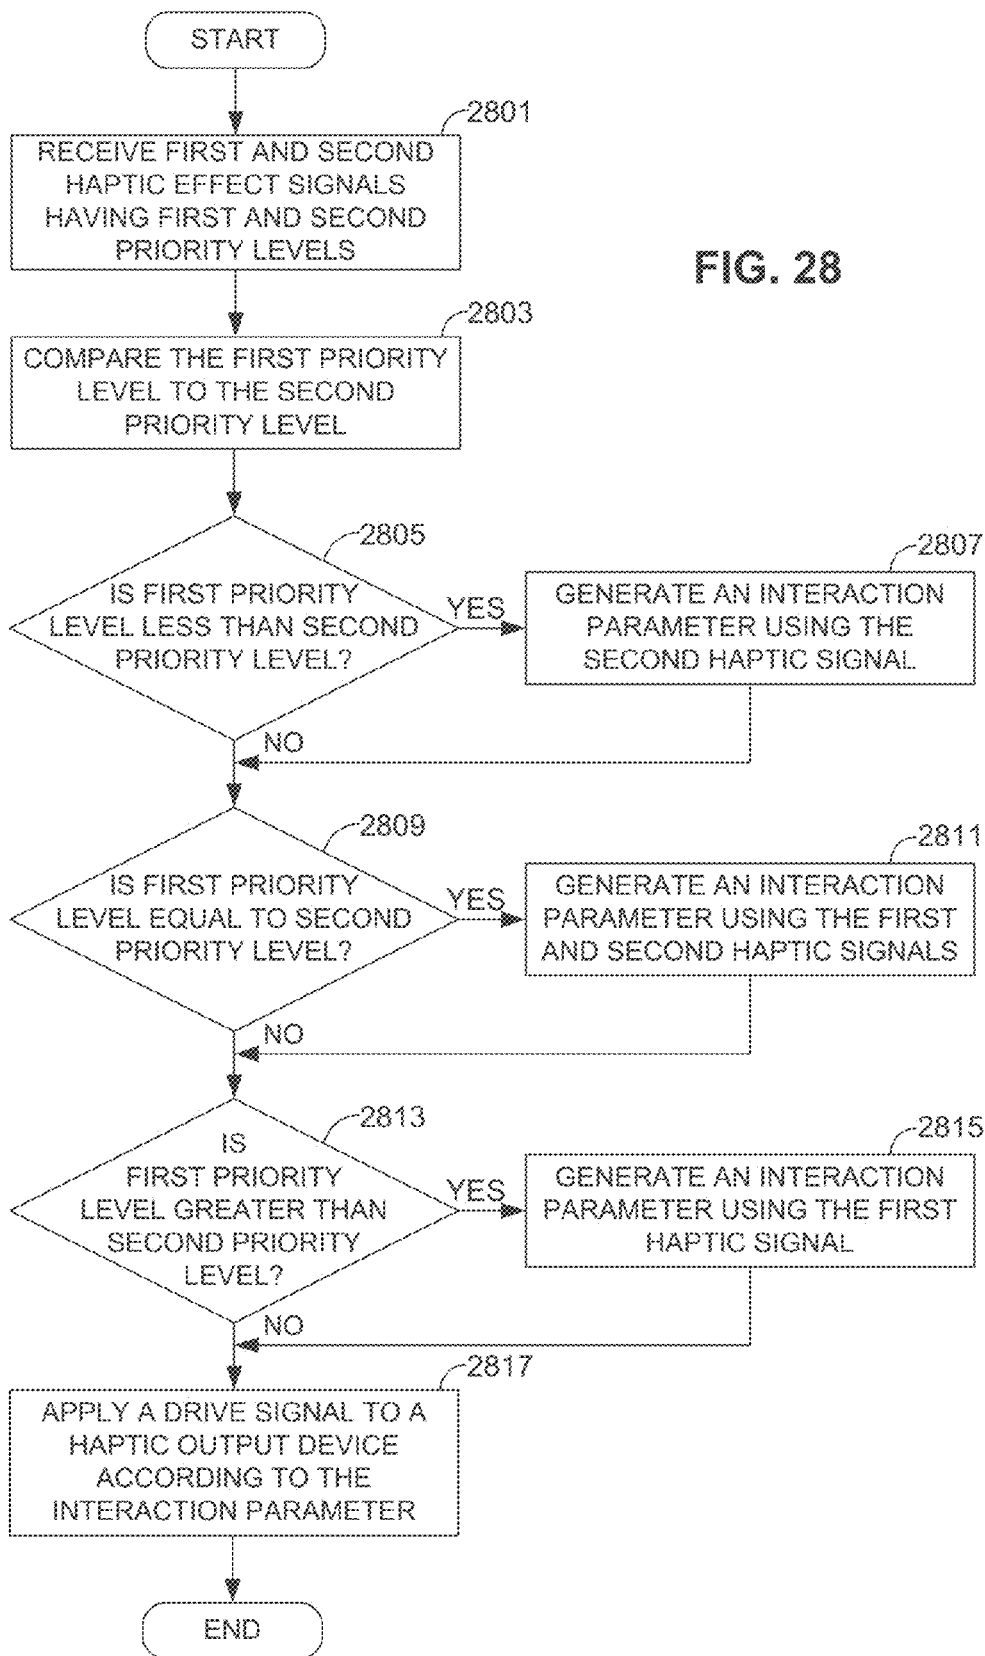 START
2801
RECEIVE FIRST AND SECOND
HAPTIC EFFECT SIGNALS
HAVING FIRST AND SECOND
PRIORITY LEVELS
FIG. 28
2803
COMPARE THE FIRST PRIORITY
LEVEL TO THE SECOND
PRIORITY LEVEL
2805
IS FIRST PRIORITY
LEVEL LESS THAN SECOND
PRIORITY LEVEL?
YES
2807
GENERATE AN INTERACTION
PARAMETER USING THE
SECOND HAPTIC SIGNAL
NO
2809
IS FIRST PRIORITY
LEVEL EQUAL TO SECOND
PRIORITY LEVEL?
YES
2811
GENERATE AN INTERACTION
PARAMETER USING THE FIRST
AND SECOND HAPTIC SIGNALS
NO
2813
IS
FIRST PRIORITY
LEVEL GREATER THAN
SECOND PRIORITY
LEVEL?
YES
2815
GENERATE AN INTERACTION
PARAMETER USING THE FIRST
HAPTIC SIGNAL
NO
2817
APPLY A DRIVE SIGNAL TO A
HAPTIC OUTPUT DEVICE
ACCORDING TO THE
INTERACTION PARAMETER
END